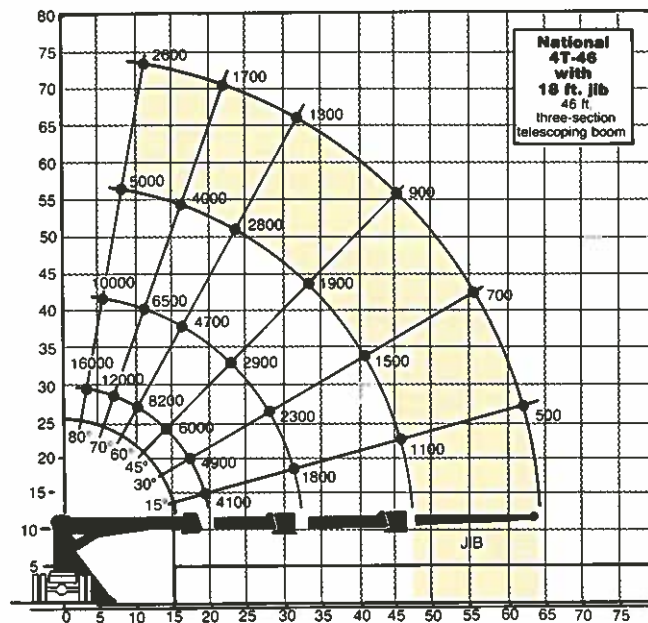 80
75
70
65
60
55
50
45
40
35
30
25
20
15
10
5
National
4T-46
with
18 ft. jib
46 ft.
three-section
telescoping boom
2600 1700 1300 900 700 500
5000 4000 2800 1900 1500 1100
10000 6500 4700 2900 2300 1800
16000 12000 8200 6000 4900 4100
80° 70° 60° 45° 30° 15°
JIB
0 5 10 15 20 25 30 35 40 45 50 55 60 65 70 75 80